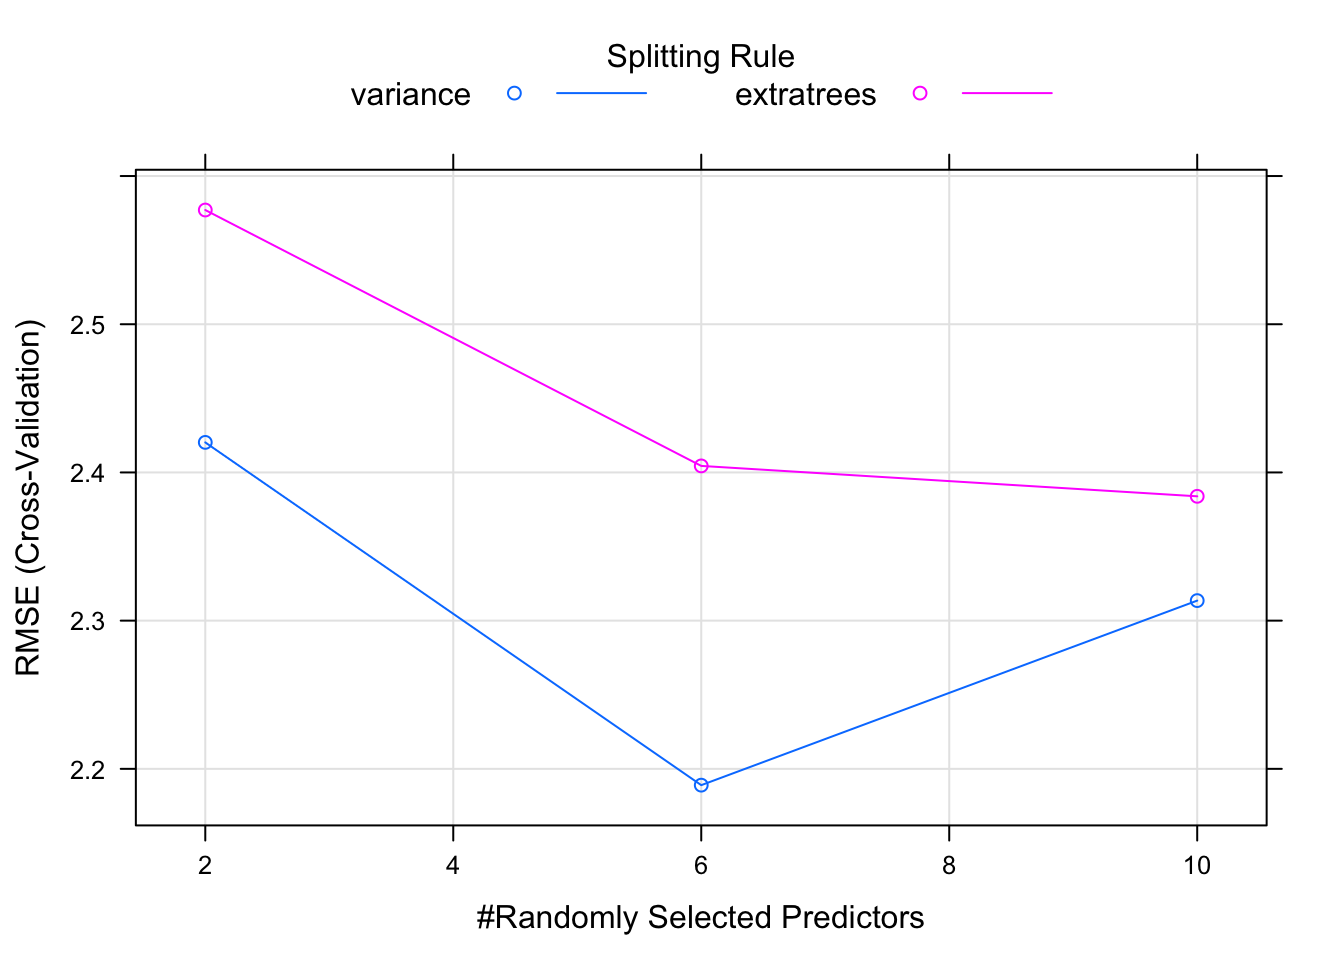 Splitting Rule
variance extratrees
RMSE (Cross-Validation)
2.5
2.4
2.3
2.2
2 4 6 8 10
#Randomly Selected Predictors